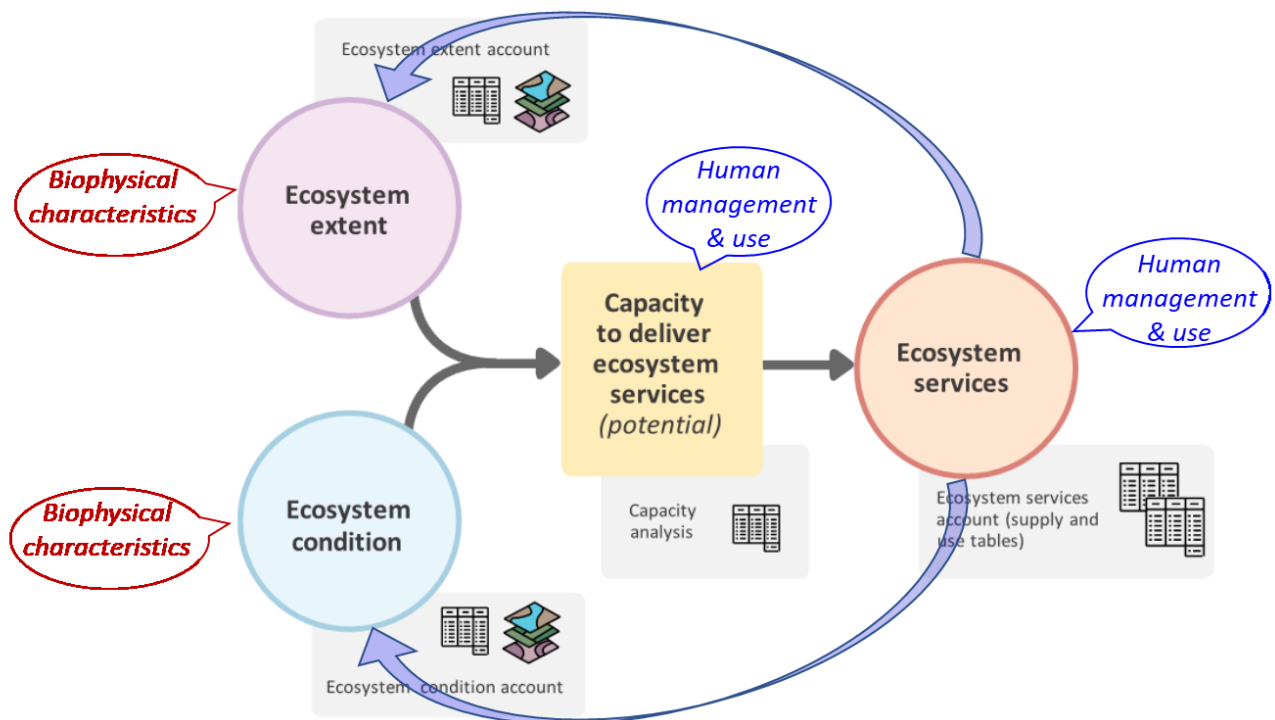 Ecosystem extent account
Biophysical
characteristics
Ecosystem
extent
Human
management
& use
Capacity
to deliver
ecosystem
services
(potential)
Human
management
& use
Ecosystem
services
Biophysical
characteristics
Ecosystem
condition
Capacity
analysis
Ecosystem services
account (supply and
use tables)
Ecosystem condition account